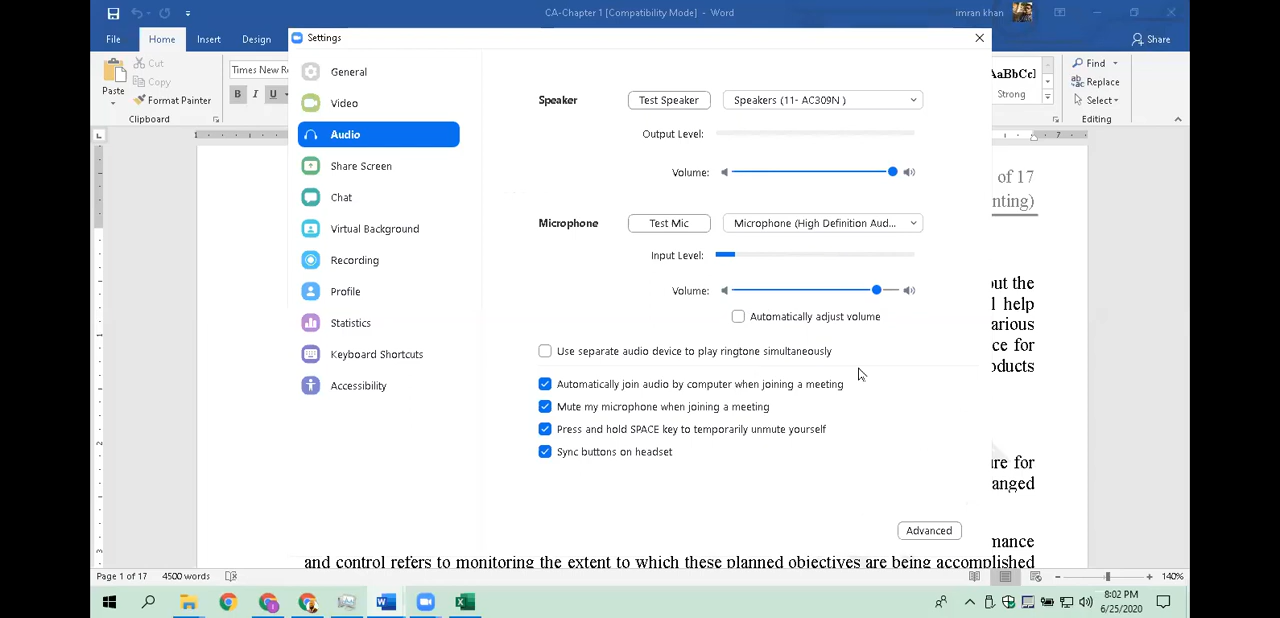 CA-Chapter 1 [Compatibility Mode] - Word
imran khan
File
Home
Insert
Design
Share
Paste
Cut
Copy
Format Painter
Clipboard
Times New Ro
B I U
AaBbCcI
Strong
Find
Replace
Select
Editing
Settings
General
Video
Audio
Share Screen
Chat
Virtual Background
Recording
Profile
Statistics
Keyboard Shortcuts
Accessibility
Speaker
Test Speaker
Speakers (11- AC309N )
Output Level:
Volume:
Microphone
Test Mic
Microphone (High Definition Aud...
Input Level:
Volume:
Automatically adjust volume
Use separate audio device to play ringtone simultaneously
Automatically join audio by computer when joining a meeting
Mute my microphone when joining a meeting
Press and hold SPACE key to temporarily unmute yourself
Sync buttons on headset
Advanced
1
7
of 17
nting)
out the
l help
arious
ce for
oducts
ure for
anged
mance
and control refers to monitoring the extent to which these planned objectives are being accomplished
1
2
3
Page 1 of 17
4500 words
140%
8:02 PM
6/25/2020